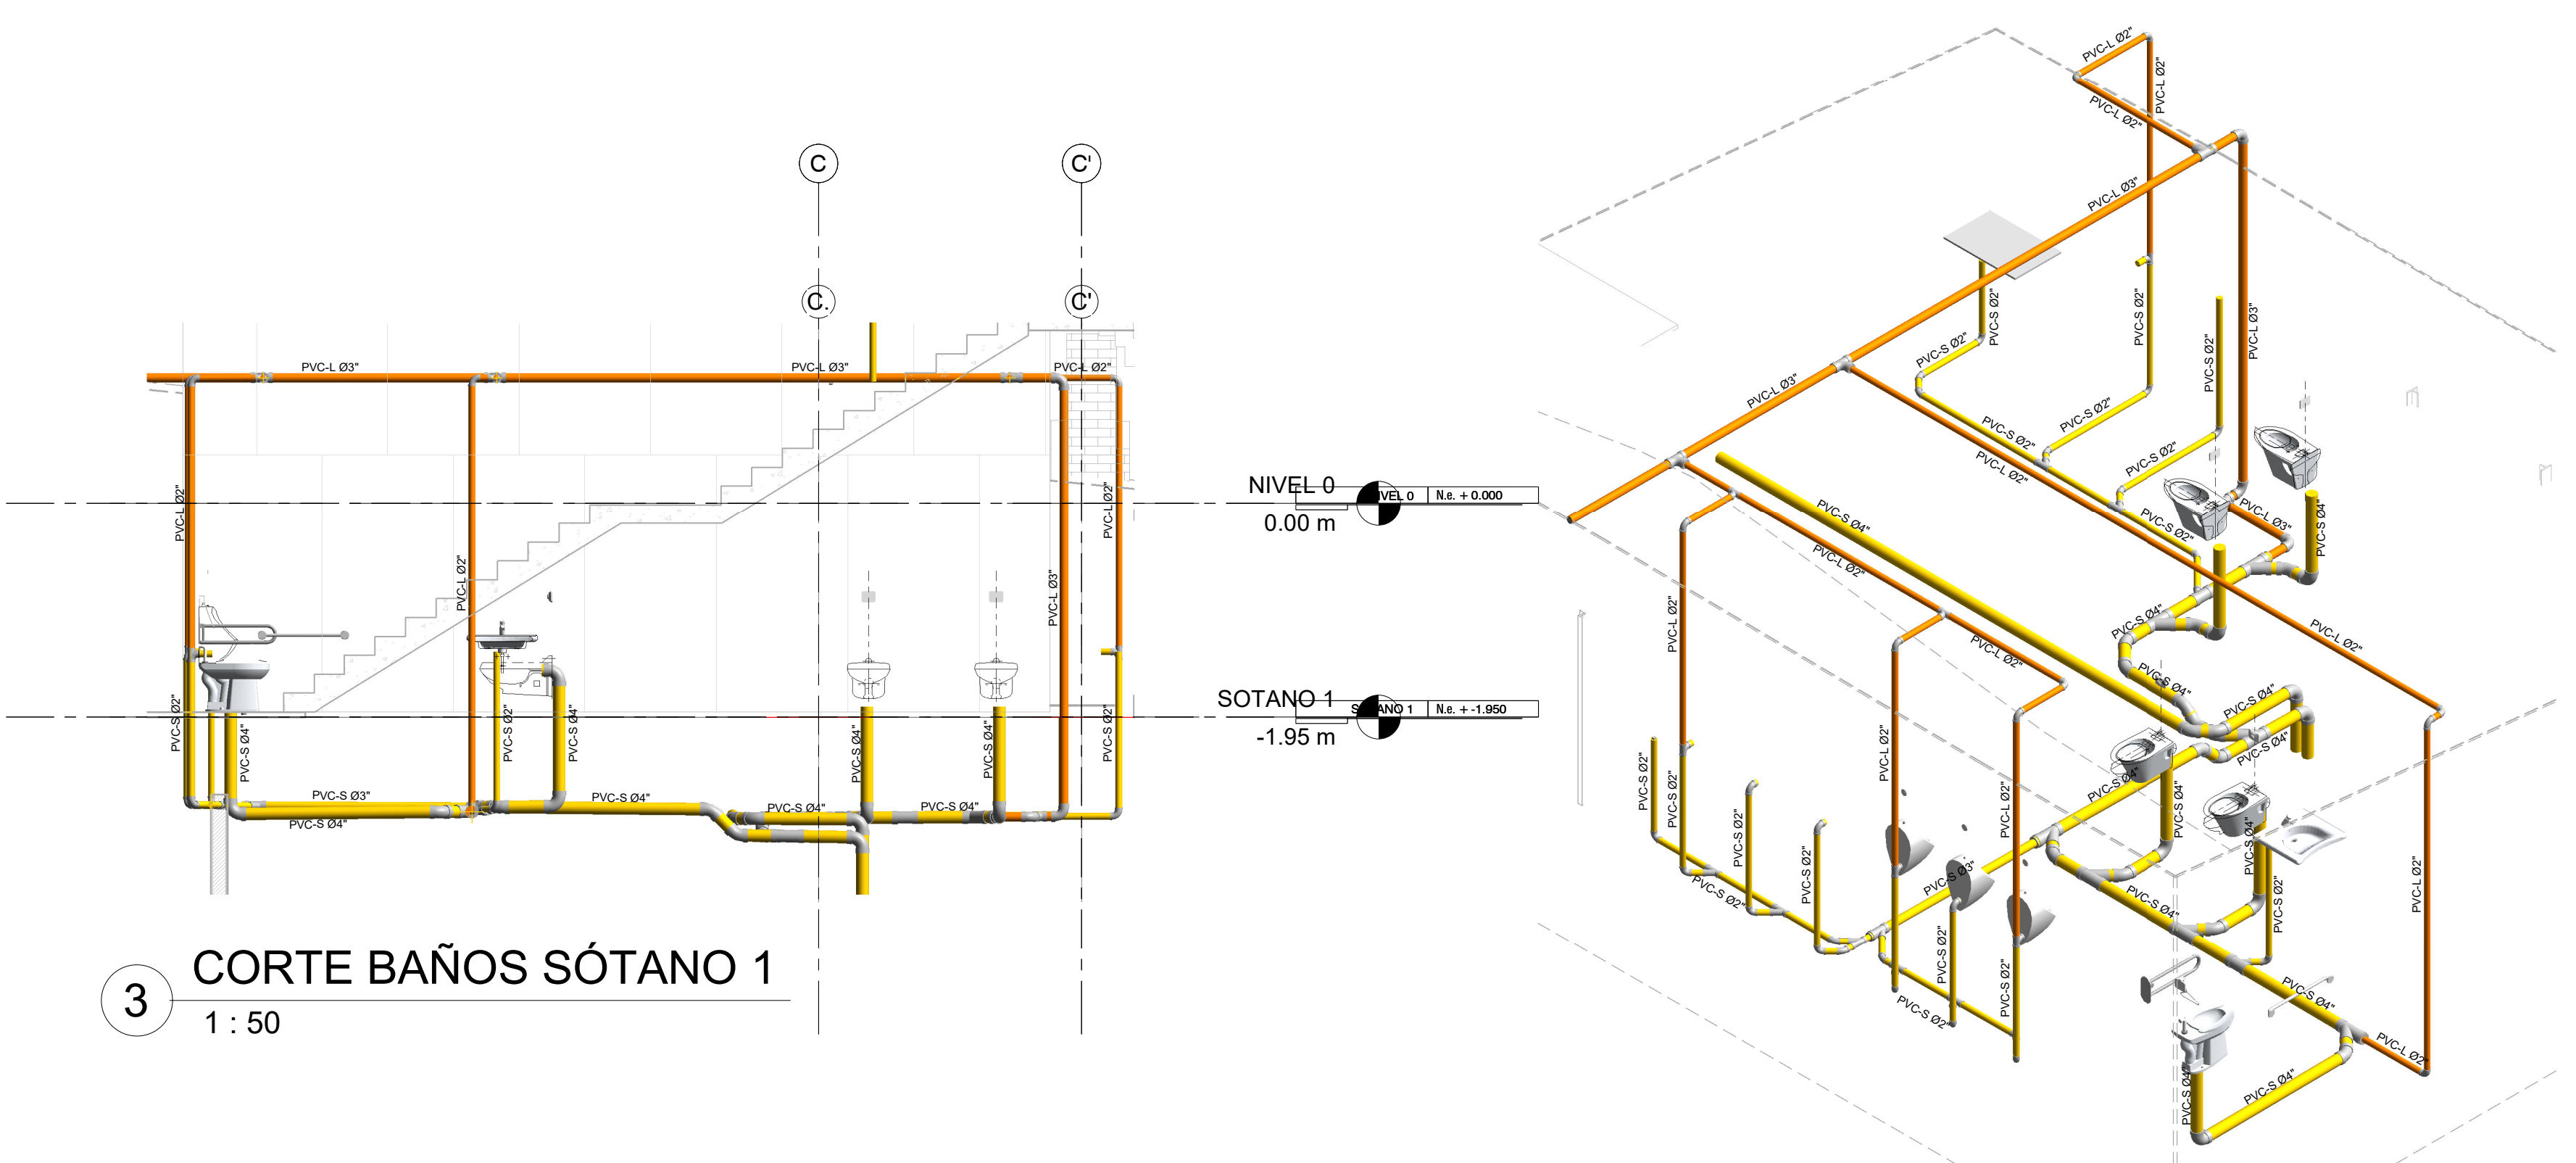 C
C'
C.
C'
PVC-L Ø3"
PVC-L Ø3"
PVC-L Ø2"
PVC-L Ø2"
PVC-L Ø2"
PVC-L Ø3"
PVC-L Ø2"
PVC-S Ø2"
PVC-S Ø4"
PVC-S Ø2"
PVC-S Ø4"
PVC-S Ø4"
PVC-S Ø4"
PVC-S Ø2"
PVC-S Ø3"
PVC-S Ø4"
PVC-S Ø4"
PVC-S Ø4"
PVC-S Ø4"
NIVEL 0
NIVEL 0
N.e. + 0.000
0.00 m
SOTANO 1
SOTANO 1
N.e. + -1.950
-1.95 m
3
CORTE BAÑOS SÓTANO 1
1 : 50
PVC-L Ø2"
PVC-L Ø2"
PVC-L Ø2"
PVC-L Ø3"
PVC-L Ø3"
PVC-L Ø3"
PVC-S Ø2"
PVC-S Ø2"
PVC-S Ø2"
PVC-S Ø2"
PVC-S Ø2"
PVC-S Ø2"
PVC-S Ø2"
PVC-S Ø2"
PVC-L Ø2"
PVC-L Ø3"
PVC-S Ø4"
PVC-S Ø4"
PVC-L Ø2"
PVC-S Ø4"
PVC-L Ø2"
PVC-L Ø2"
PVC-L Ø2"
PVC-S Ø4"
PVC-S Ø4"
PVC-S Ø4"
PVC-L Ø2"
PVC-S Ø4"
PVC-S Ø2"
PVC-S Ø2"
PVC-S Ø2"
PVC-S Ø2"
PVC-S Ø4"
PVC-S Ø4"
PVC-L Ø2"
PVC-S Ø2"
PVC-S Ø3"
PVC-S Ø4"
PVC-S Ø2"
PVC-L Ø2"
PVC-S Ø2"
PVC-S Ø2"
PVC-S Ø2"
PVC-S Ø4"
PVC-L Ø2"
PVC-S Ø4"
PVC-S Ø4"